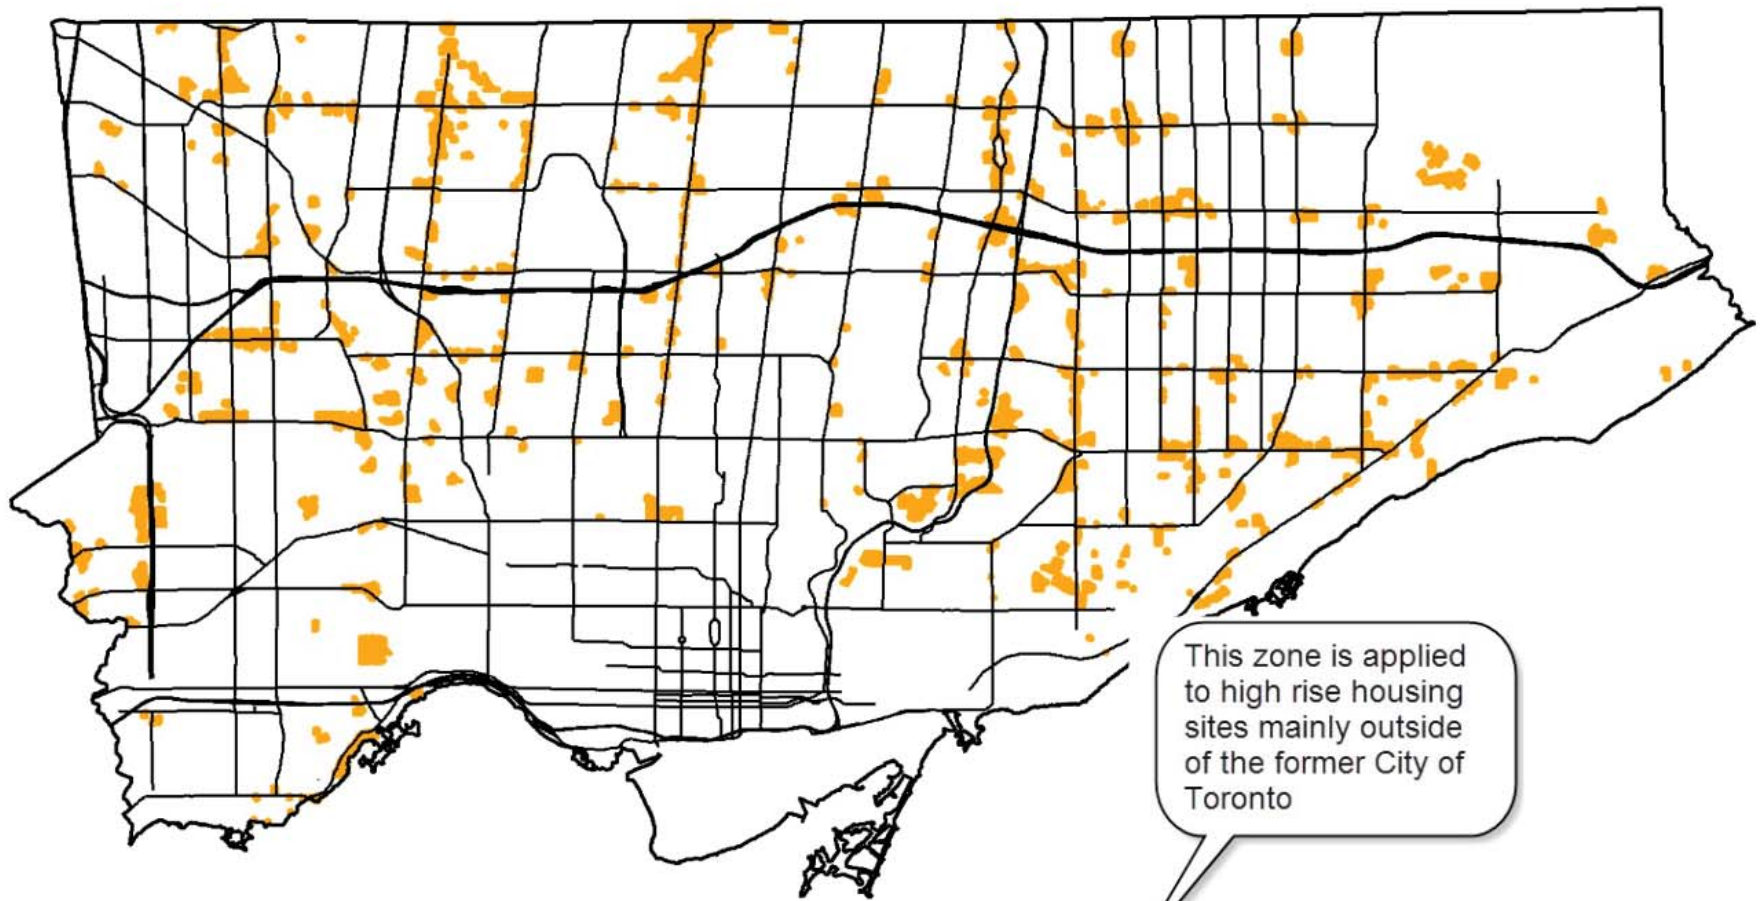 This zone is applied
to high rise housing
sites mainly outside
of the former City of
Toronto